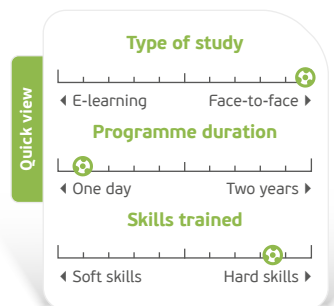 Quick view
Type of study
E-learning Face-to-face
Programme duration
One day Two years
Skills trained
Soft skills Hard skills